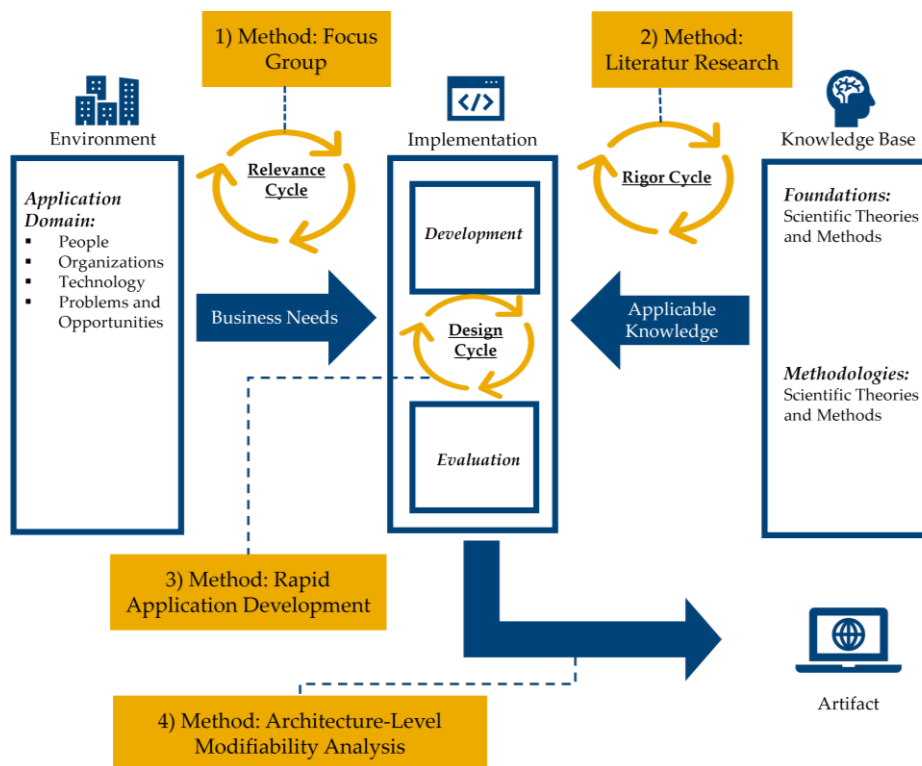 1) Method: Focus
Group
2) Method:
Literatur Research
Environment
Implementation
Knowledge Base
</>
Relevance
Cycle
Rigor Cycle
Application
Domain:
▪ People
▪ Organizations
▪ Technology
▪ Problems and
Opportunities
Development
Foundations:
Scientific Theories
and Methods
Business Needs
Design
Cycle
Applicable
Knowledge
Methodologies:
Scientific Theories
and Methods
Evaluation
3) Method: Rapid
Application Development
4) Method: Architecture-Level
Modifiability Analysis
Artifact